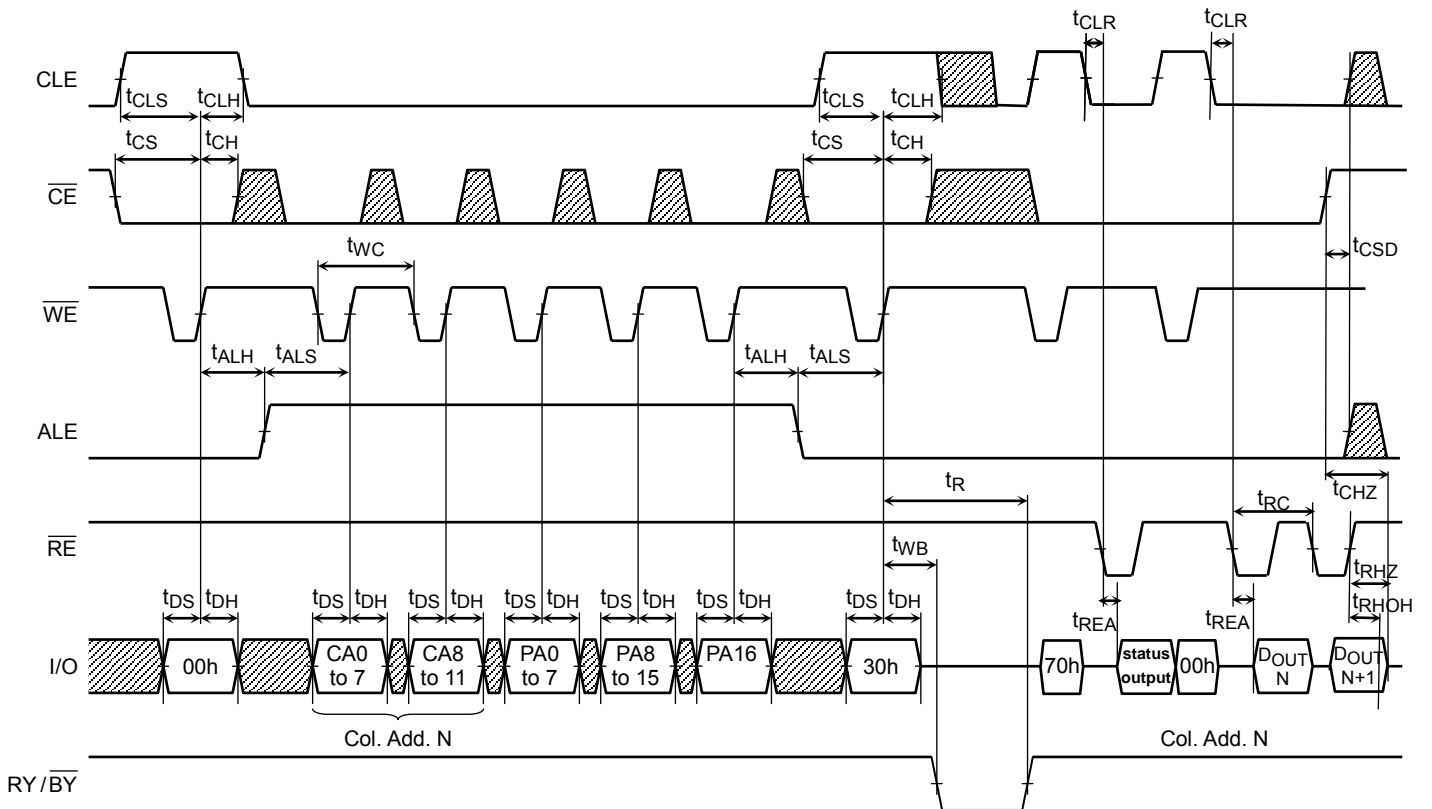 tCLR tCLR
CLE
tCLS tCLH tCLS tCLH
tCS tCH tCS tCH
CE
tWC tCSD
WE
tALH tALS tALH tALS
ALE
tR tCHZ
tRC
RE
tWB
tRHZ
tDS tDH tDS tDH tDS tDH tDS tDH tDS tDH tDS tDH tDS tDH
tRHOH
tREA tREA
I/O
00h
CA0
to 7
CA8
to 11
PA0
to 7
PA8
to 15
PA16
30h
70h
status
output
00h
DOUT
N
DOUT
N+1
Col. Add. N Col. Add. N
RY/BY